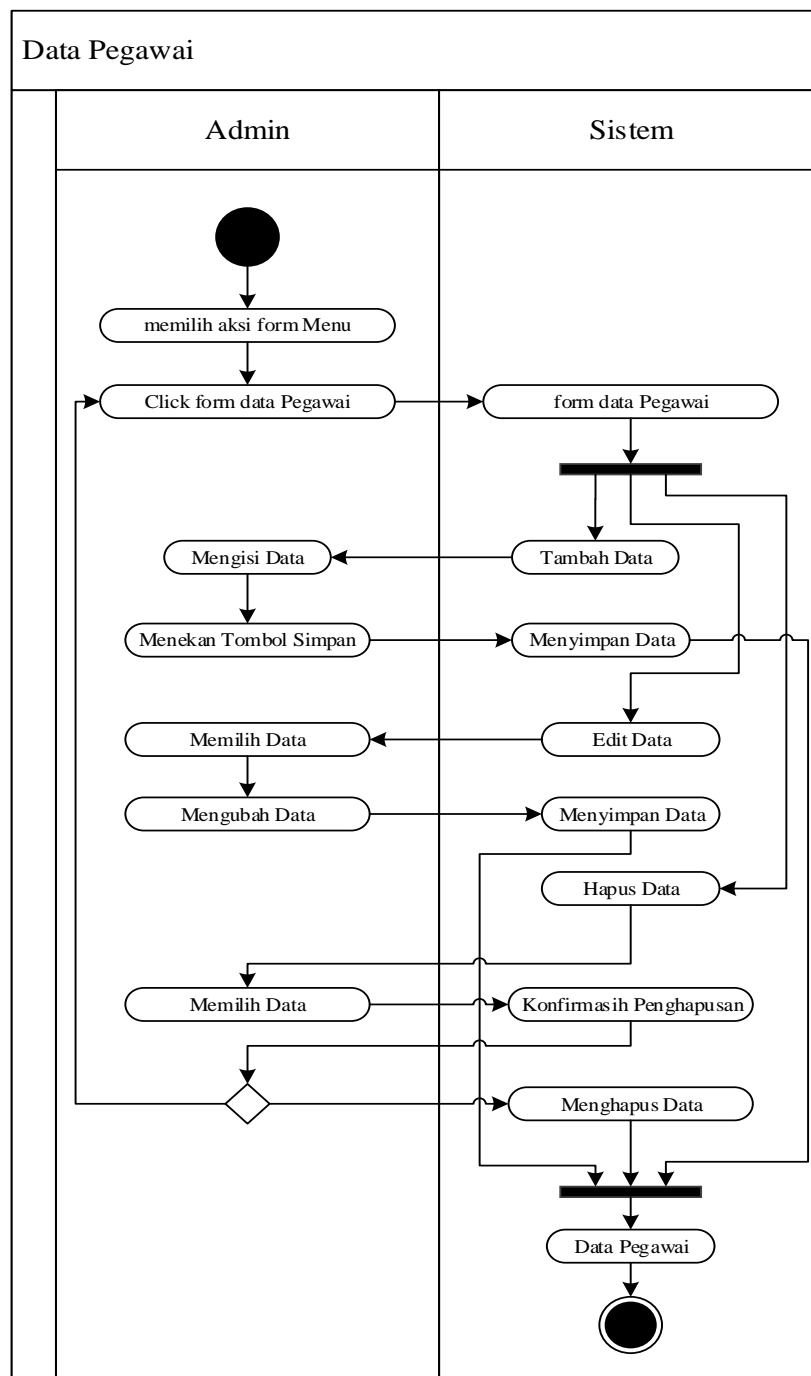 Data Pegawai
Admin
Sistem
memilih aksi form Menu
Click form data Pegawai
form data Pegawai
Mengisi Data
Tambah Data
Menekan Tombol Simpan
Menyimpan Data
Memilih Data
Edit Data
Mengubah Data
Menyimpan Data
Hapus Data
Memilih Data
Konfirmasih Penghapusan
Menghapus Data
Data Pegawai